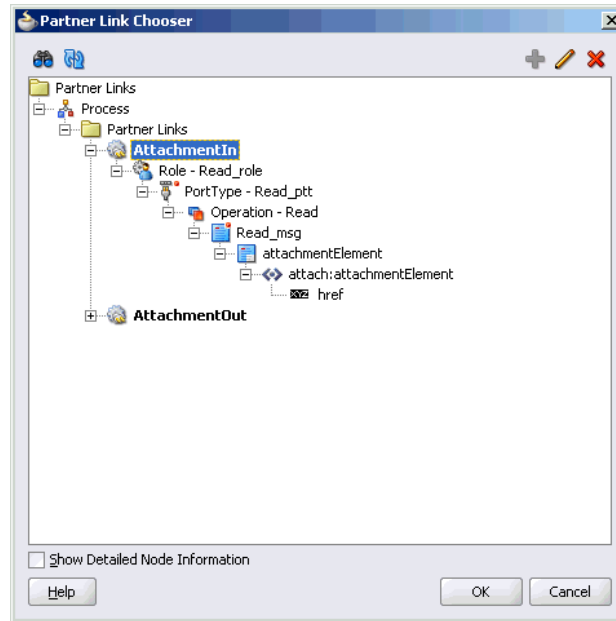 Partner Link Chooser
Partner Links
Process
Partner Links
AttachmentIn
Role - Read_role
PortType - Read_ptt
Operation - Read
Read_msg
attachmentElement
attach:attachmentElement
XYZ href
AttachmentOut
Show Detailed Node Information
Help OK Cancel